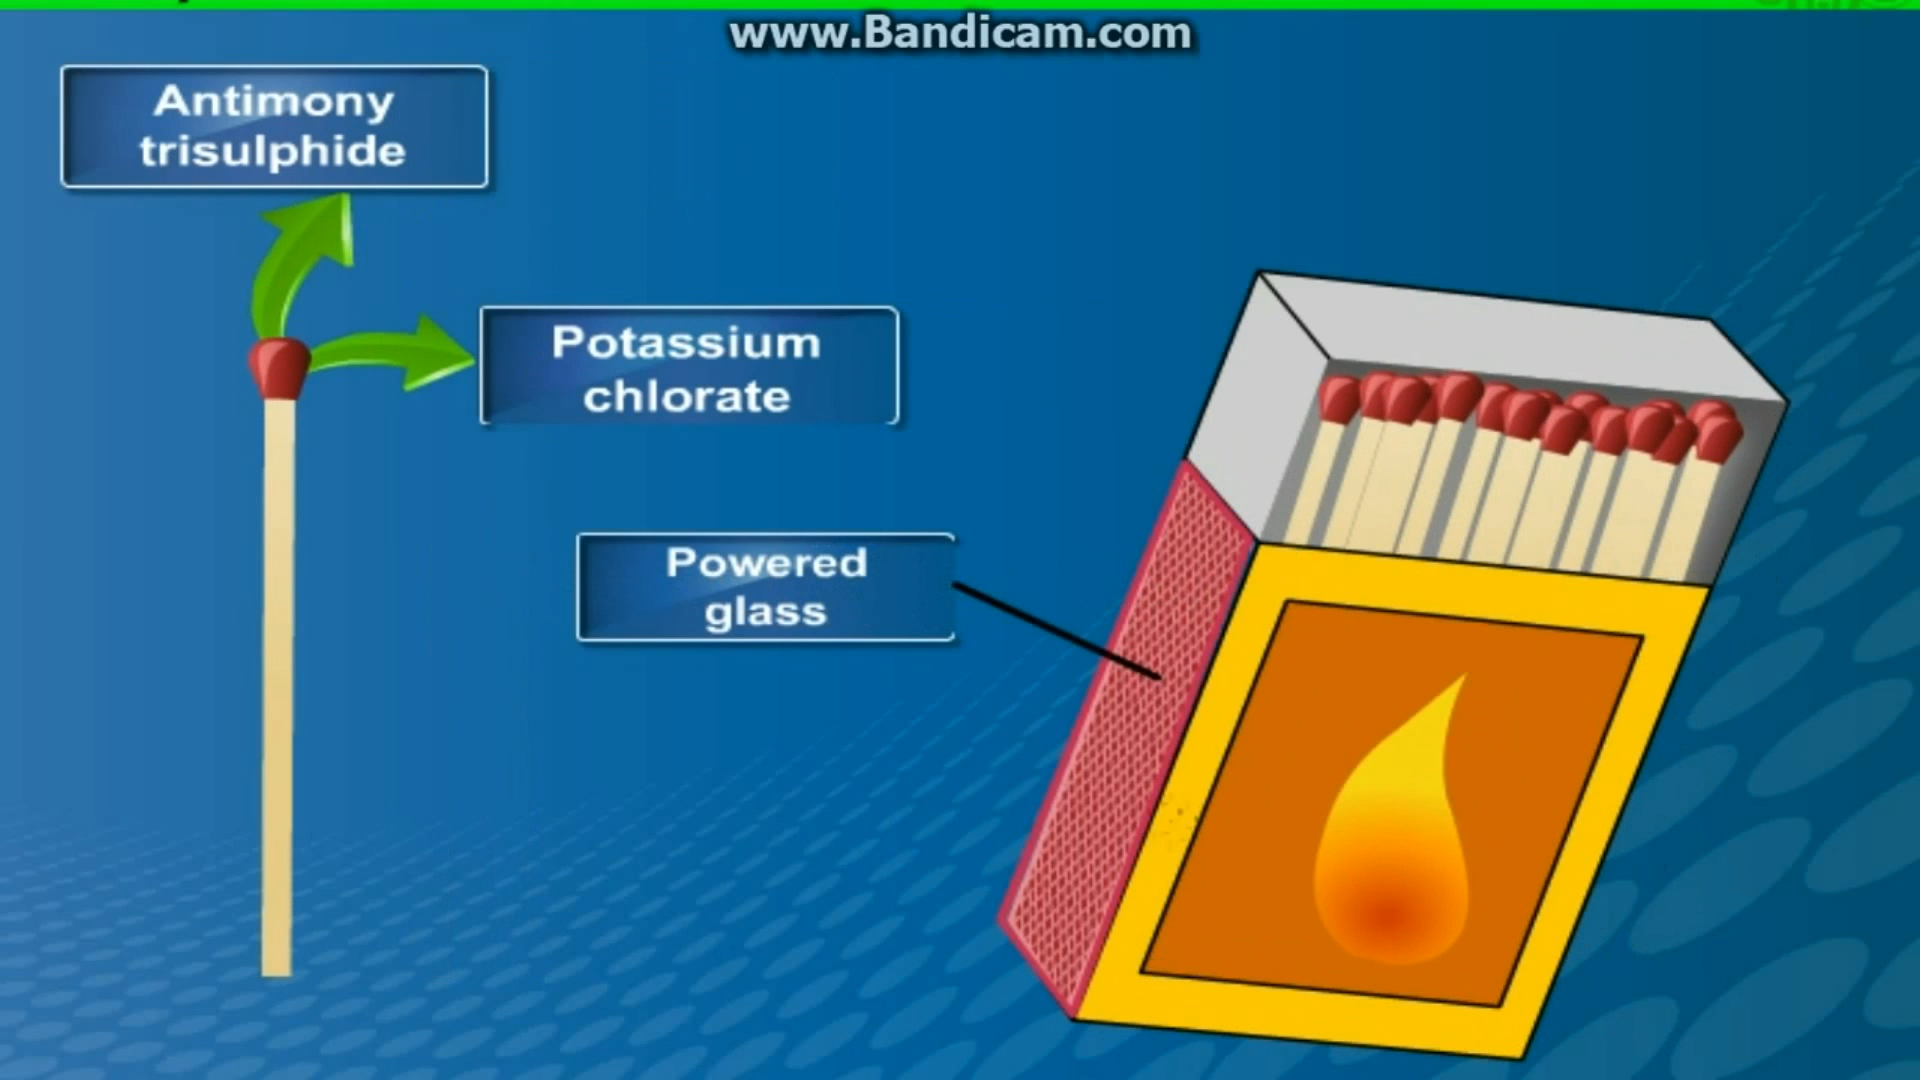 www.Bandicam.com
Antimony
trisulphide
Potassium
chlorate
Powered
glass